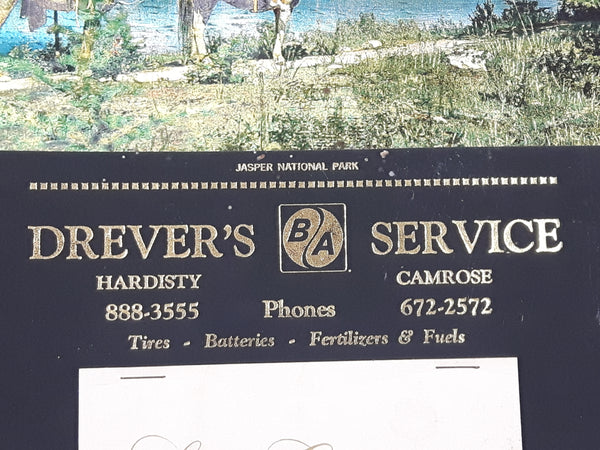 JASPER NATIONAL PARK
DREVER'S BA SERVICE
HARDISTY CAMROSE
888-3555 Phones 672-2572
Tires - Batteries - Fertilizers & Fuels